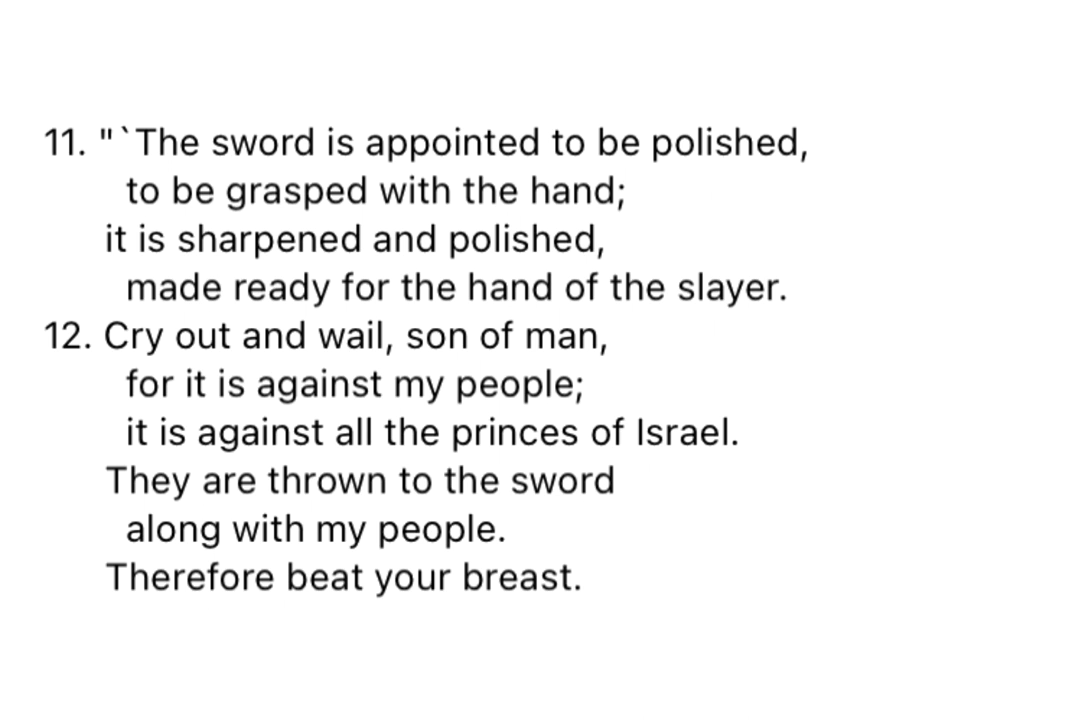 11. "`The sword is appointed to be polished,
to be grasped with the hand;
it is sharpened and polished,
made ready for the hand of the slayer.
12. Cry out and wail, son of man,
for it is against my people;
it is against all the princes of Israel.
They are thrown to the sword
along with my people.
Therefore beat your breast.